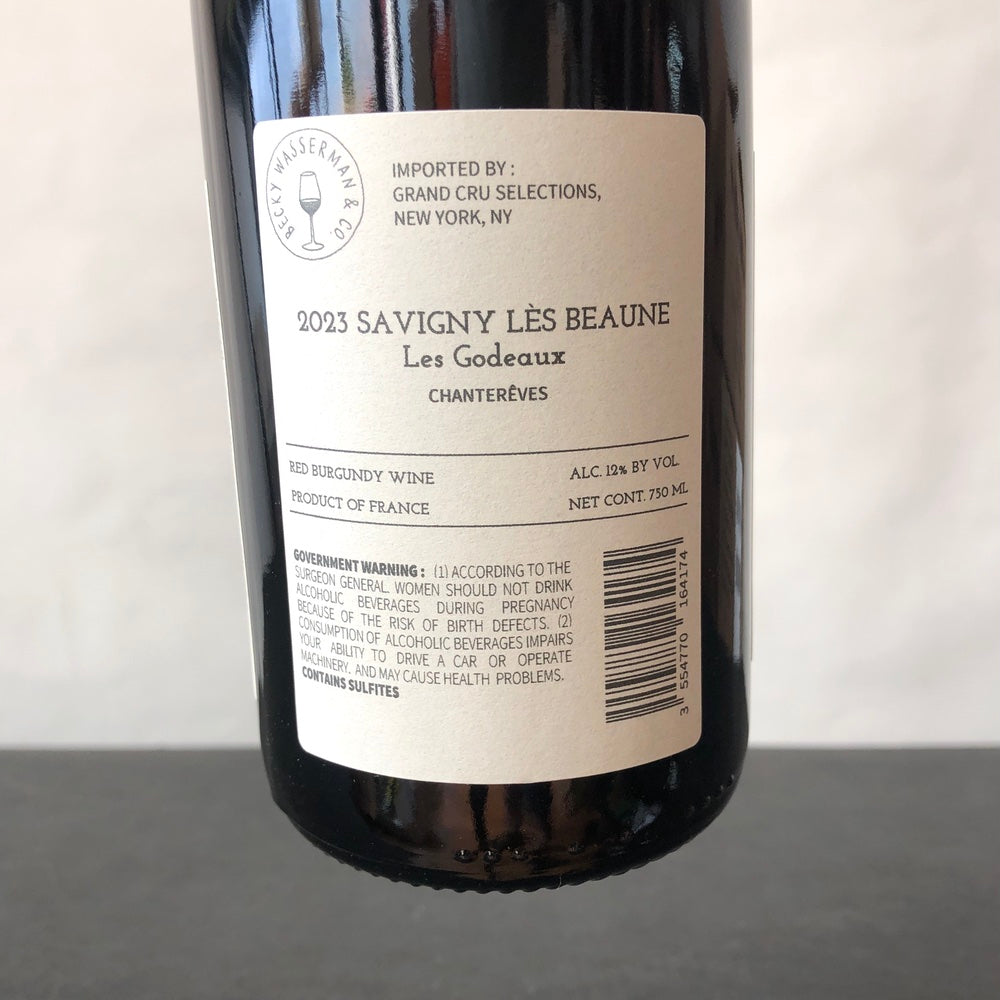 BECKY WASSERMAN & CO.
IMPORTED BY :
GRAND CRU SELECTIONS,
NEW YORK, NY
2023 SAVIGNY LÈS BEAUNE
Les Godeaux
CHANTERÊVES
RED BURGUNDY WINE
ALC. 12% BY VOL.
PRODUCT OF FRANCE
NET CONT. 750 ML
GOVERNMENT WARNING : (1) ACCORDING TO THE
SURGEON GENERAL. WOMEN SHOULD NOT DRINK
ALCOHOLIC BEVERAGES DURING PREGNANCY
BECAUSE OF THE RISK OF BIRTH DEFECTS. (2)
CONSUMPTION OF ALCOHOLIC BEVERAGES IMPAIRS
YOUR ABILITY TO DRIVE A CAR OR OPERATE
MACHINERY, AND MAY CAUSE HEALTH PROBLEMS.
CONTAINS SULFITES
3 554770 164174